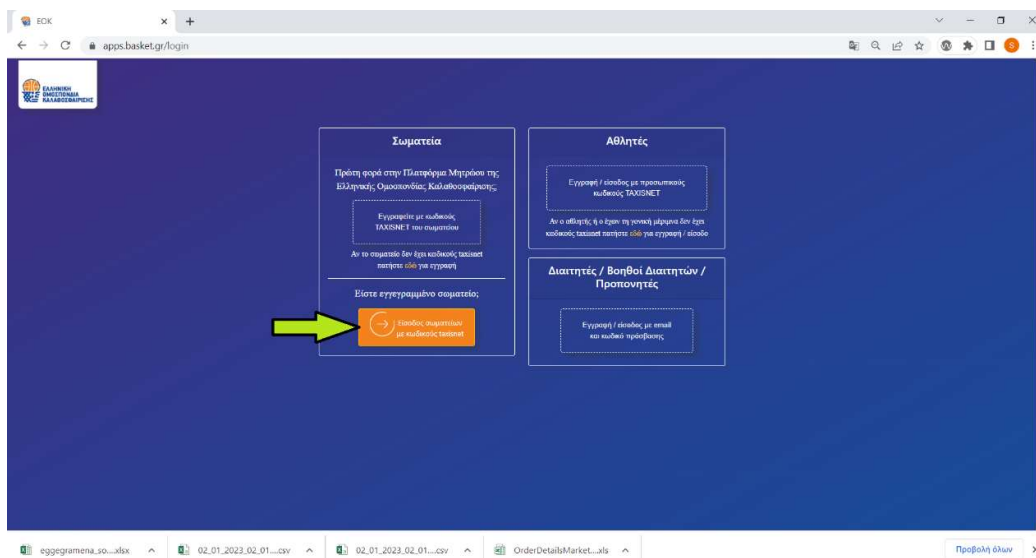 EOK
apps.basket.gr/login
S
ΕΛΛΗΝΙΚΗ
ΟΜΟΣΠΟΝΔΙΑ
ΚΑΛΑΘΟΣΦΑΙΡΙΣΗΣ
Σωματεία
Πρώτη φορά στην Πλατφόρμα Μητρώου της
Ελληνικής Ομοσπονδίας Καλαθοσφαίρισης;
Εγγραφείτε με κωδικούς
TAXISNET του σωματείου
Αν το σωματείο δεν έχει κωδικούς taxisnet
πατήστε εδώ για εγγραφή
Είστε εγγεγραμμένο σωματείο;
Είσοδος σωματείων
με κωδικούς taxisnet
Αθλητές
Εγγραφή / είσοδος με προσωπικούς
κωδικούς TAXISNET
Αν ο αθλητής ή ο έχων τη γονική μέριμνα δεν έχει
κωδικούς taxisnet πατήστε εδώ για εγγραφή / είσοδο
Διαιτητές / Βοηθοί Διαιτητών /
Προπονητές
Εγγραφή / είσοδος με email
και κωδικό πρόσβασης
eggegramena_so....xlsx
02_01_2023_02_01....csv
02_01_2023_02_01....csv
OrderDetailsMarket....xls
Προβολή όλων